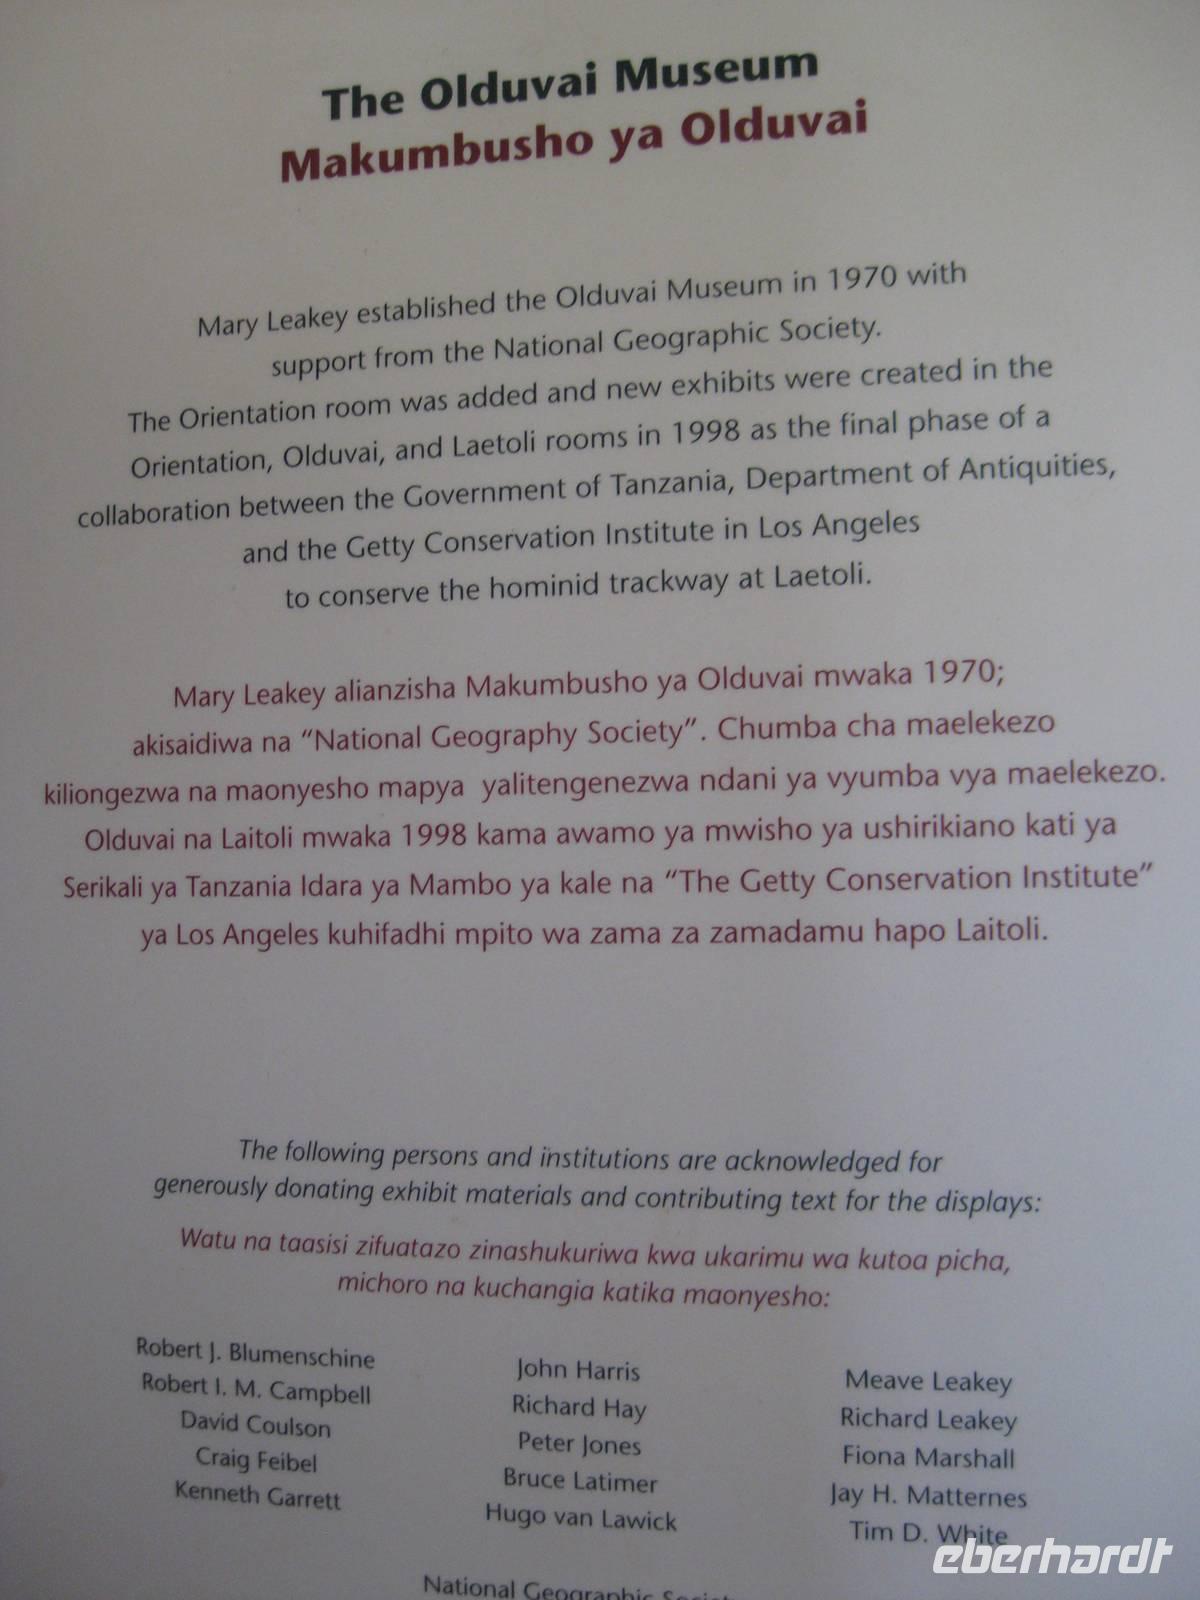 The Olduvai Museum
Makumbusho ya Olduvai
Mary Leakey established the Olduvai Museum in 1970 with
support from the National Geographic Society.
The Orientation room was added and new exhibits were created in the
Orientation, Olduvai, and Laetoli rooms in 1998 as the final phase of a
collaboration between the Government of Tanzania, Department of Antiquities,
and the Getty Conservation Institute in Los Angeles
to conserve the hominid trackway at Laetoli.
Mary Leakey alianzisha Makumbusho ya Olduvai mwaka 1970;
akisaidiwa na “National Geography Society”. Chumba cha maelekezo
kiliongezwa na maonyesho mapya yalitengenezwa ndani ya vyumba vya maelekezo.
Olduvai na Laitoli mwaka 1998 kama awamo ya mwisho ya ushirikiano kati ya
Serikali ya Tanzania Idara ya Mambo ya kale na “The Getty Conservation Institute”
ya Los Angeles kuhifadhi mpito wa zama za zamadamu hapo Laitoli.
The following persons and institutions are acknowledged for
generously donating exhibit materials and contributing text for the displays:
Watu na taasisi zifuatazo zinashukuriwa kwa ukarimu wa kutoa picha,
michoro na kuchangia katika maonyesho:
Robert J. Blumenschine
Robert I. M. Campbell
David Coulson
Craig Feibel
Kenneth Garrett
John Harris
Richard Hay
Peter Jones
Bruce Latimer
Hugo van Lawick
Meave Leakey
Richard Leakey
Fiona Marshall
Jay H. Matternes
Tim D. White
National Geographic Society
eberhardt